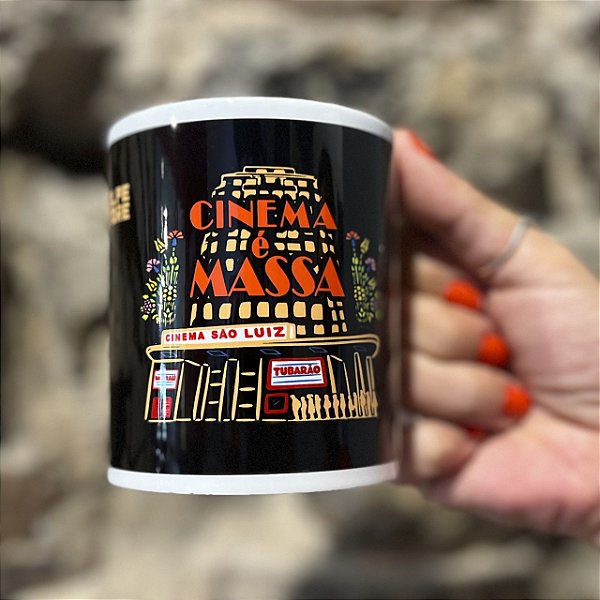 CINEMA
é
MASSA
CINEMA SÃO LUIZ
TUBARÃO